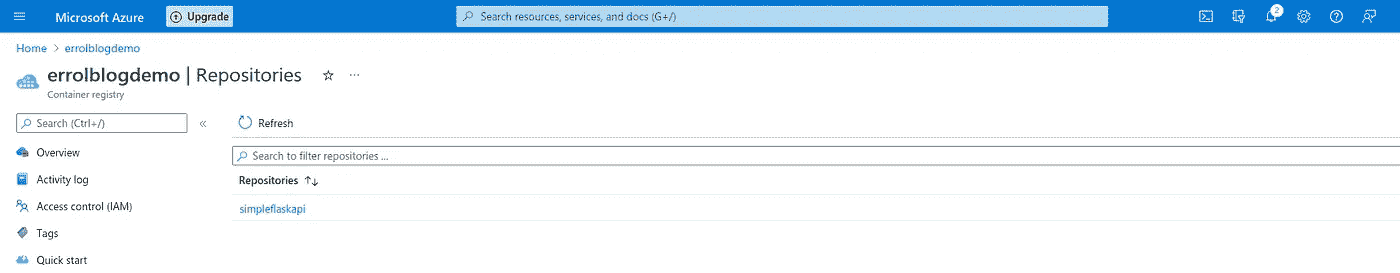 Microsoft Azure
Upgrade
Search resources, services, and docs (G+/)
2
Home > errolblogdemo
errolblogdemo | Repositories
Container registry
Search (Ctrl+/)
Refresh
Overview
Search to filter repositories ...
Activity log
Repositories
Access control (IAM)
simpleflaskapi
Tags
Quick start